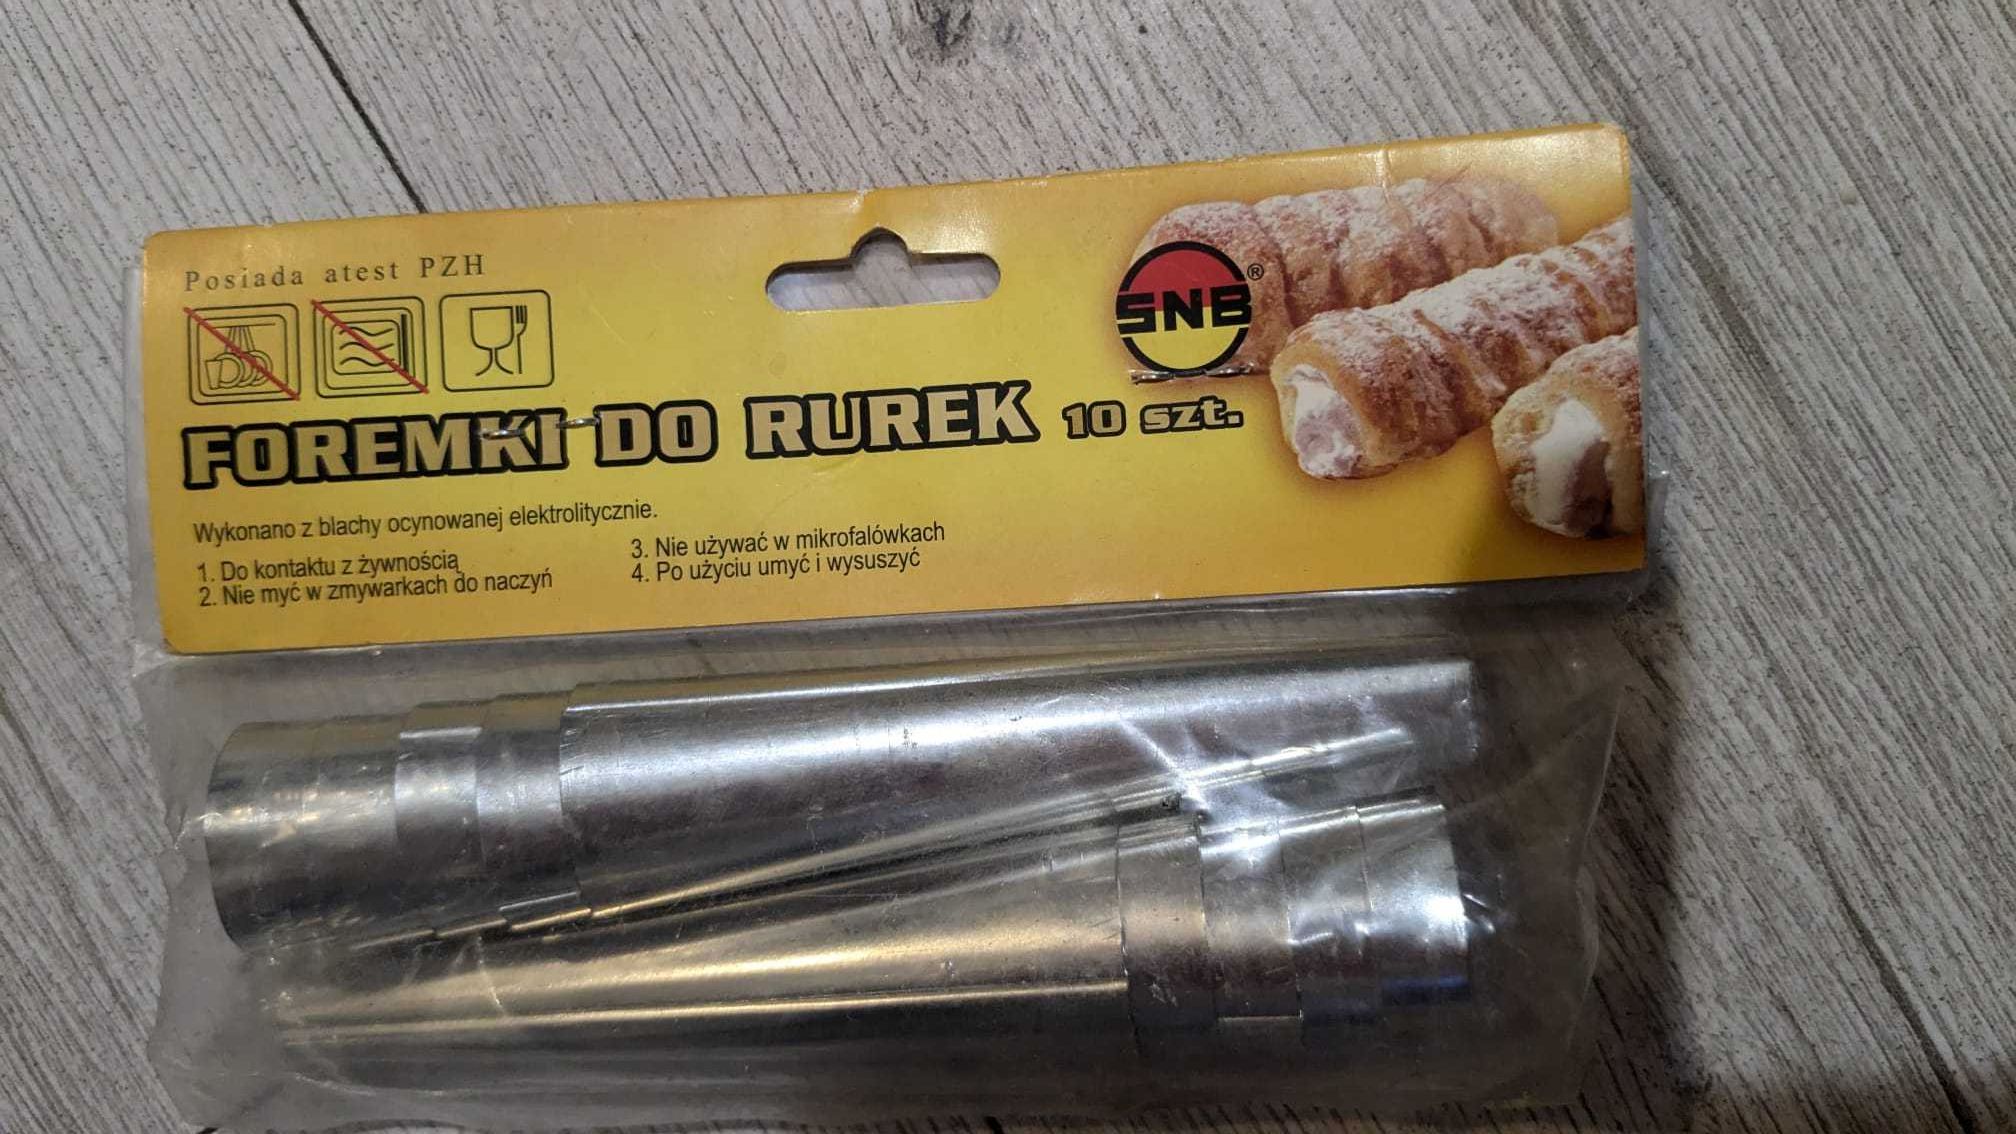 Posiada atest PZH
SNB®
FOREMKI DO RUREK 10 szt.
Wykonano z blachy ocynowanej elektrolitycznie.
1. Do kontaktu z żywnością
2. Nie myć w zmywarkach do naczyń
3. Nie używać w mikrofalówkach
4. Po użyciu umyć i wysuszyć